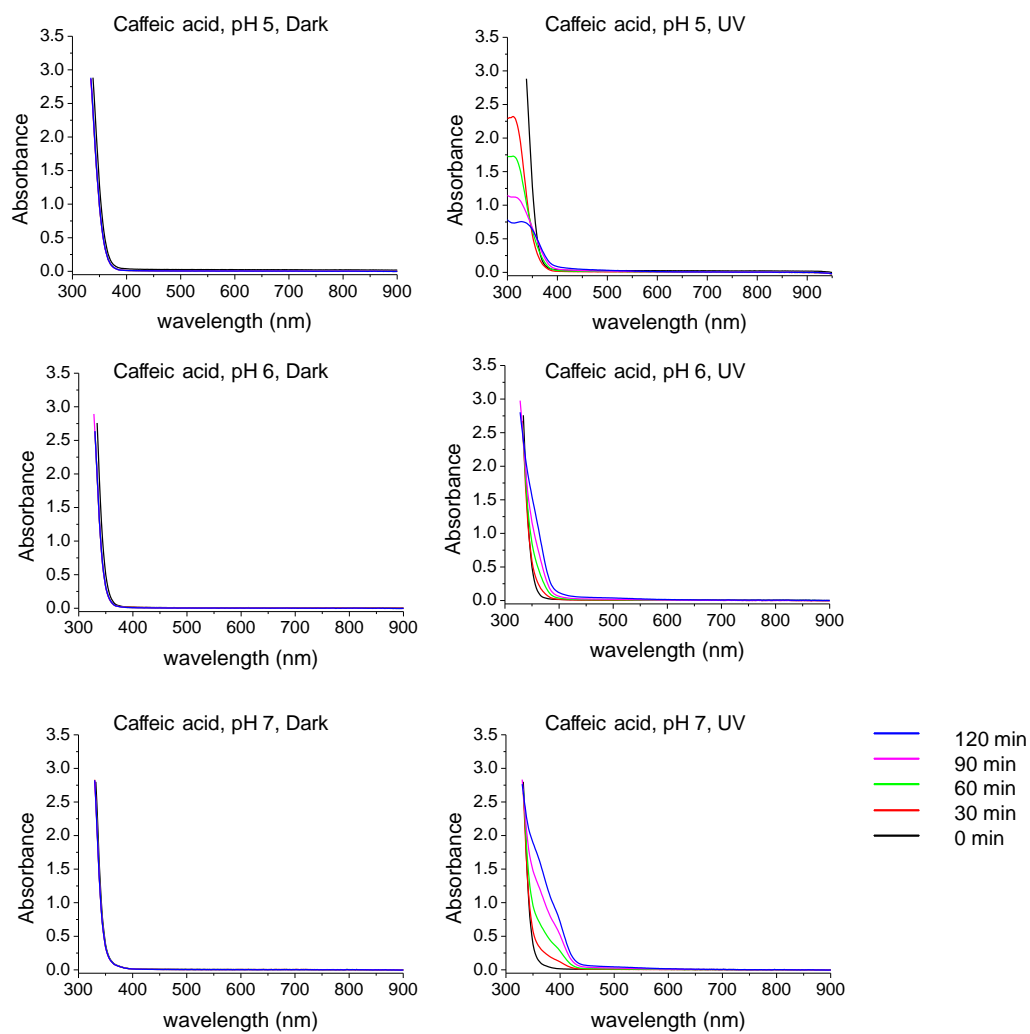 Caffeic acid, pH 5, Dark
3.5
3.0
2.5
2.0
1.5
1.0
0.5
0.0
Absorbance
300 400 500 600 700 800 900
wavelength (nm)
Caffeic acid, pH 5, UV
3.5
3.0
2.5
2.0
1.5
1.0
0.5
0.0
Absorbance
300 400 500 600 700 800 900
wavelength (nm)
Caffeic acid, pH 6, Dark
3.5
3.0
2.5
2.0
1.5
1.0
0.5
0.0
Absorbance
300 400 500 600 700 800 900
wavelength (nm)
Caffeic acid, pH 6, UV
3.5
3.0
2.5
2.0
1.5
1.0
0.5
0.0
Absorbance
300 400 500 600 700 800 900
wavelength (nm)
Caffeic acid, pH 7, Dark
3.5
3.0
2.5
2.0
1.5
1.0
0.5
0.0
Absorbance
300 400 500 600 700 800 900
wavelength (nm)
Caffeic acid, pH 7, UV
3.5
3.0
2.5
2.0
1.5
1.0
0.5
0.0
Absorbance
300 400 500 600 700 800 900
wavelength (nm)
120 min
90 min
60 min
30 min
0 min